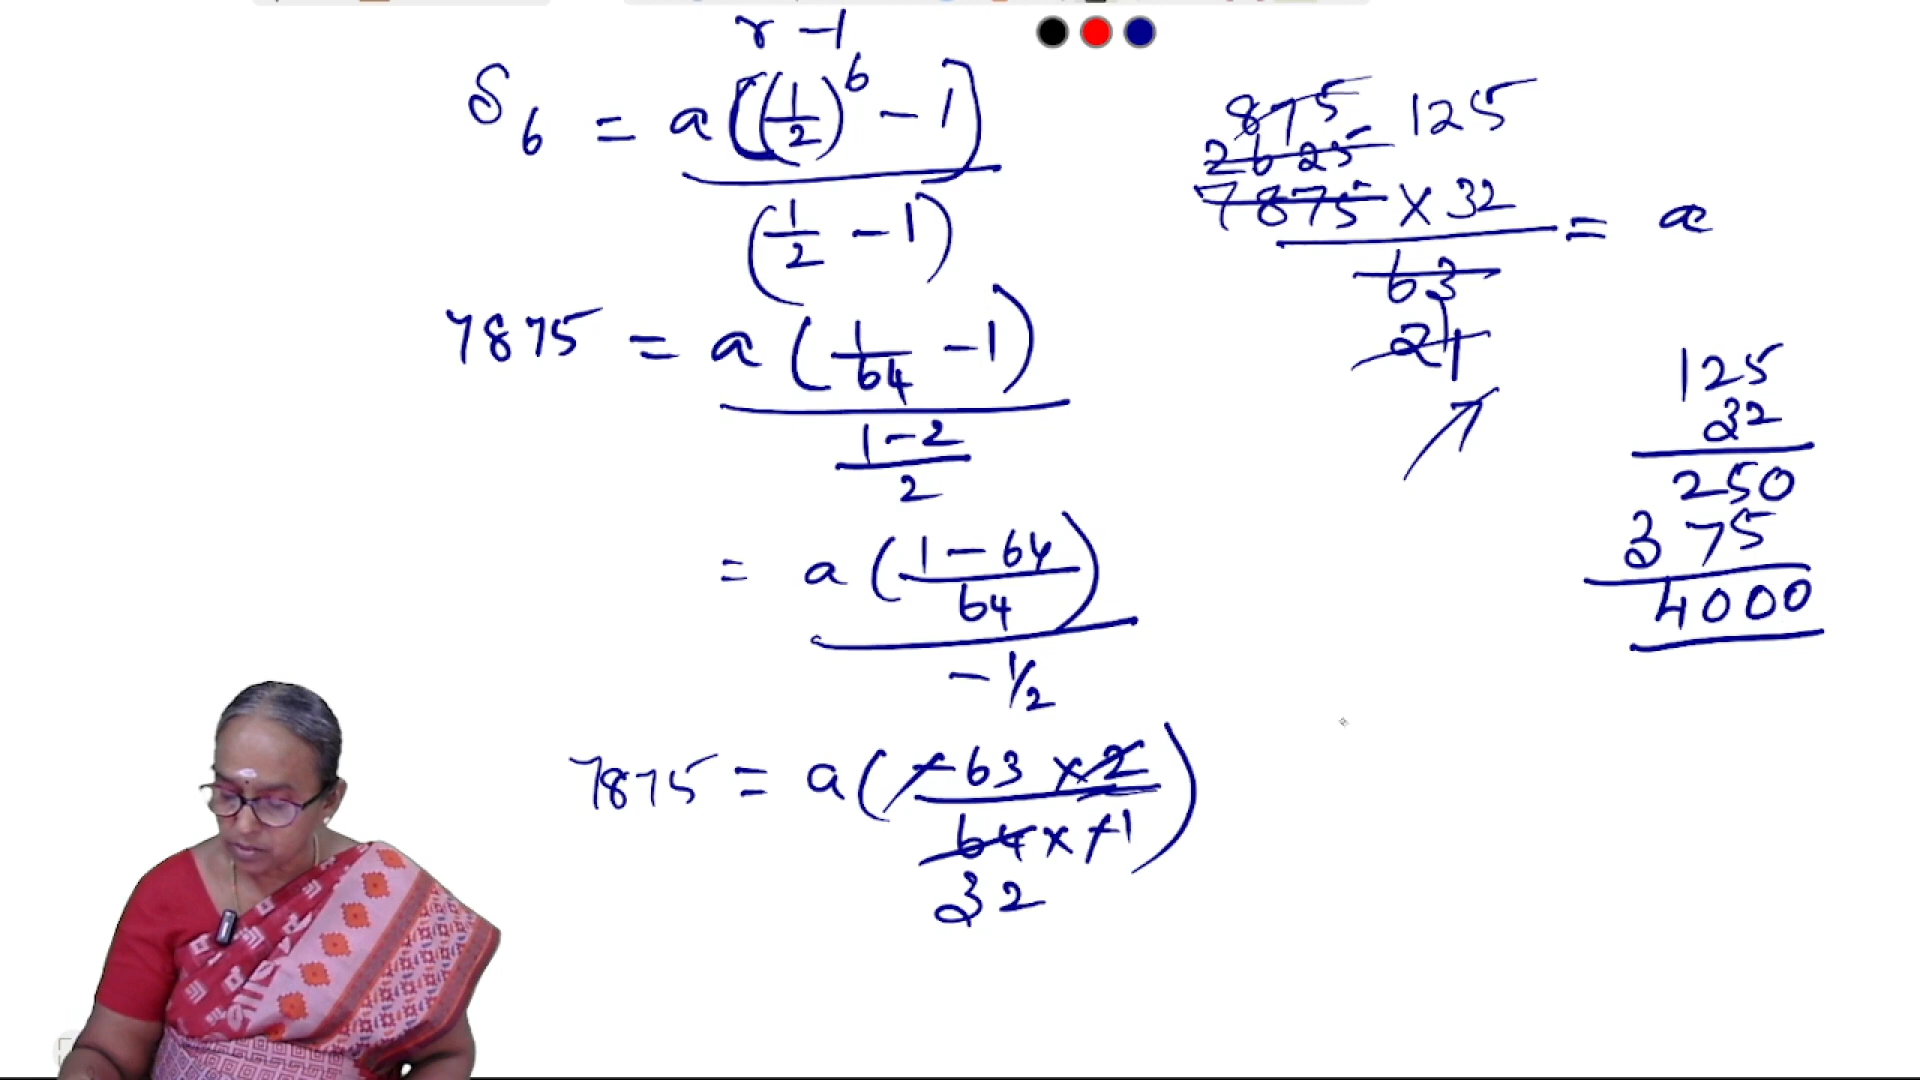 r - 1
S6 = a((1/2)^6 - 1)
(1/2 - 1)
7875 = a(1/64 - 1)
1-2
2
= a(1-64/64)
-1/2
7875 = a(-63 x 2
64 x -1)
32
875 125
2625
7875 x 32 = a
63
21
125
32
250
375
4000